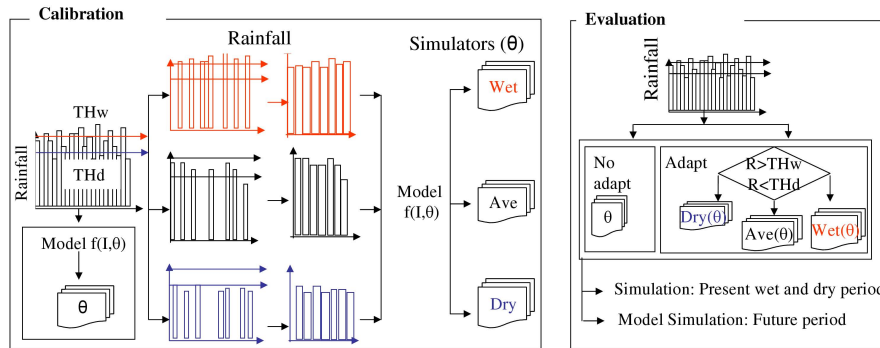 Calibration
Rainfall
Simulators (θ)
THw
THd
Rainfall
Model f(I,θ)
θ
Model
f(I,θ)
Wet
Ave
Dry
Evaluation
Rainfall
No
adapt
θ
Adapt
R>THw
R<THd
Dry(θ)
Ave(θ)
Wet(θ)
Simulation: Present wet and dry period
Model Simulation: Future period